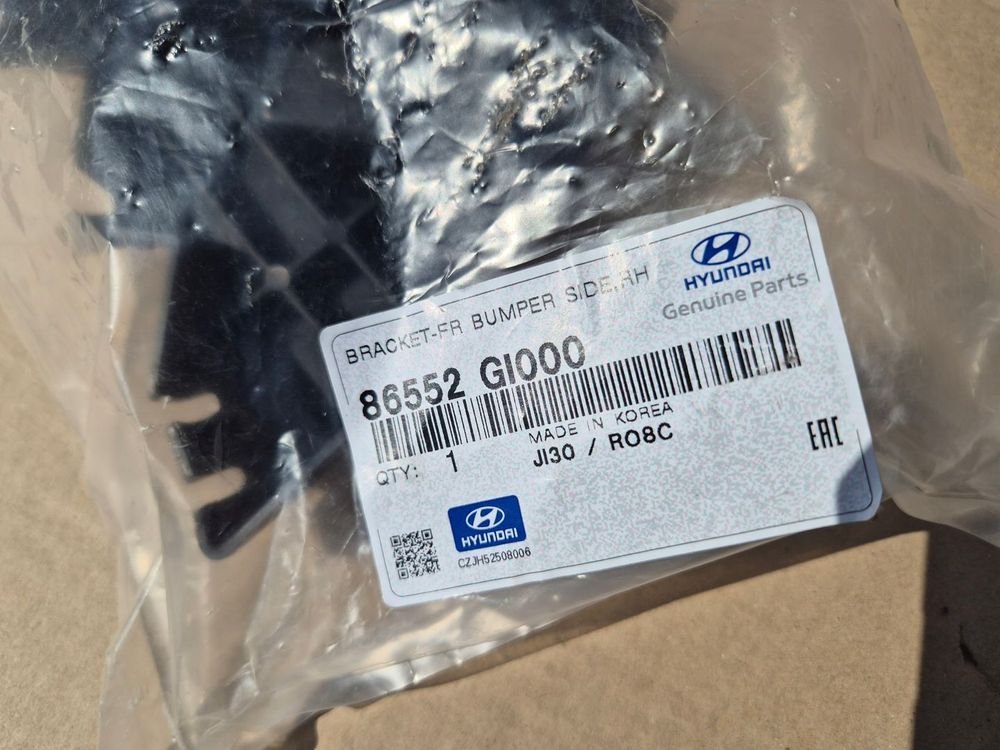 HYUNDAI
Genuine Parts
BRACKET-FR BUMPER SIDE,RH
86552 GI000
MADE IN KOREA
QTY: 1 JI30 / R08C
EAC
HYUNDAI
CZJH52508006